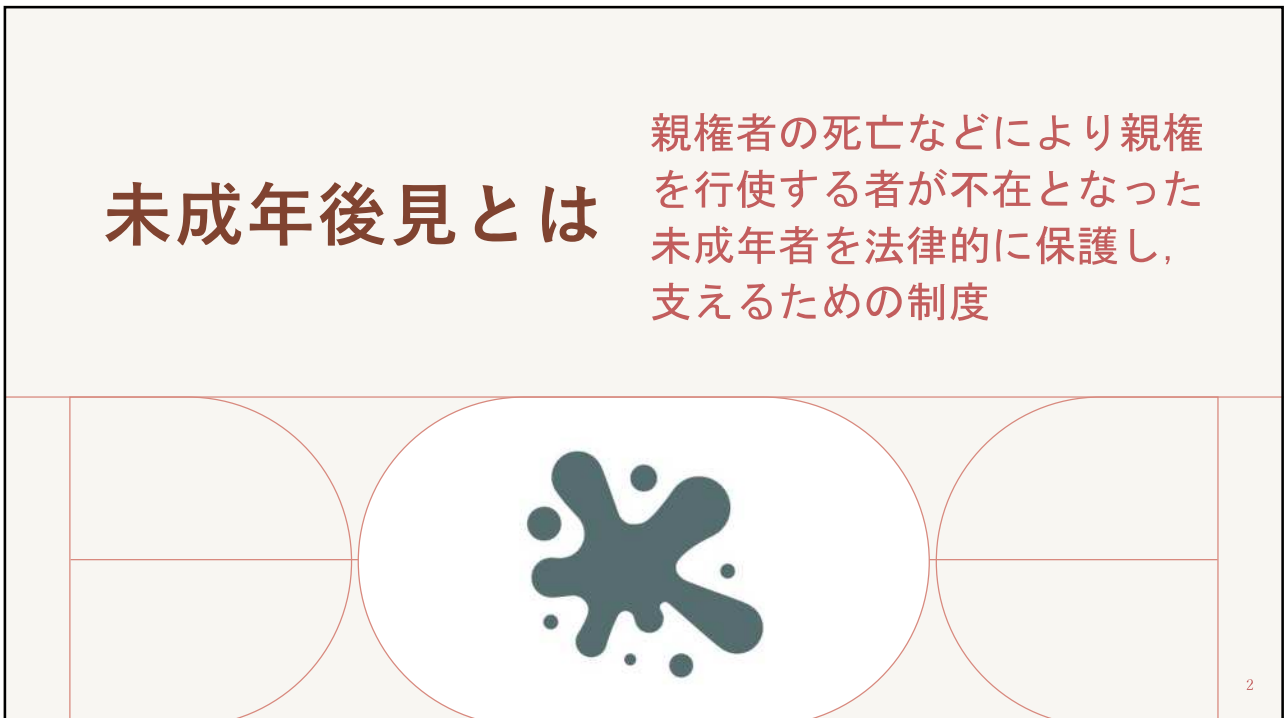 未成年後見とは
親権者の死亡などにより親権
を行使する者が不在となった
未成年者を法律的に保護し，
支えるための制度
2